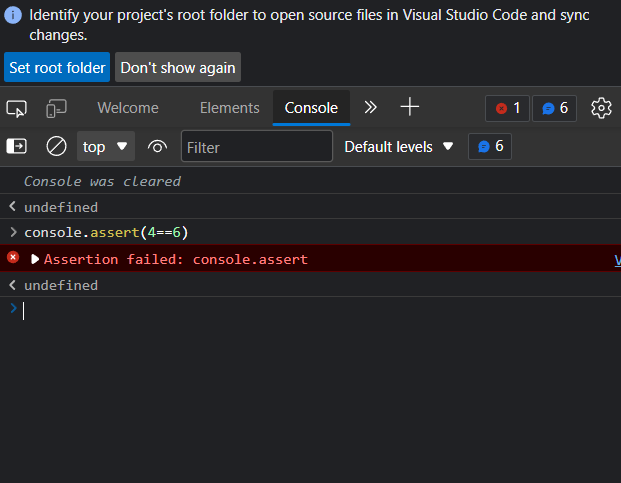 Identify your project's root folder to open source files in Visual Studio Code and sync
changes.
Set root folder Don't show again
Welcome Elements Console 1 6
top Filter Default levels 6
Console was cleared
undefined
console.assert(4==6)
Assertion failed: console.assert
undefined